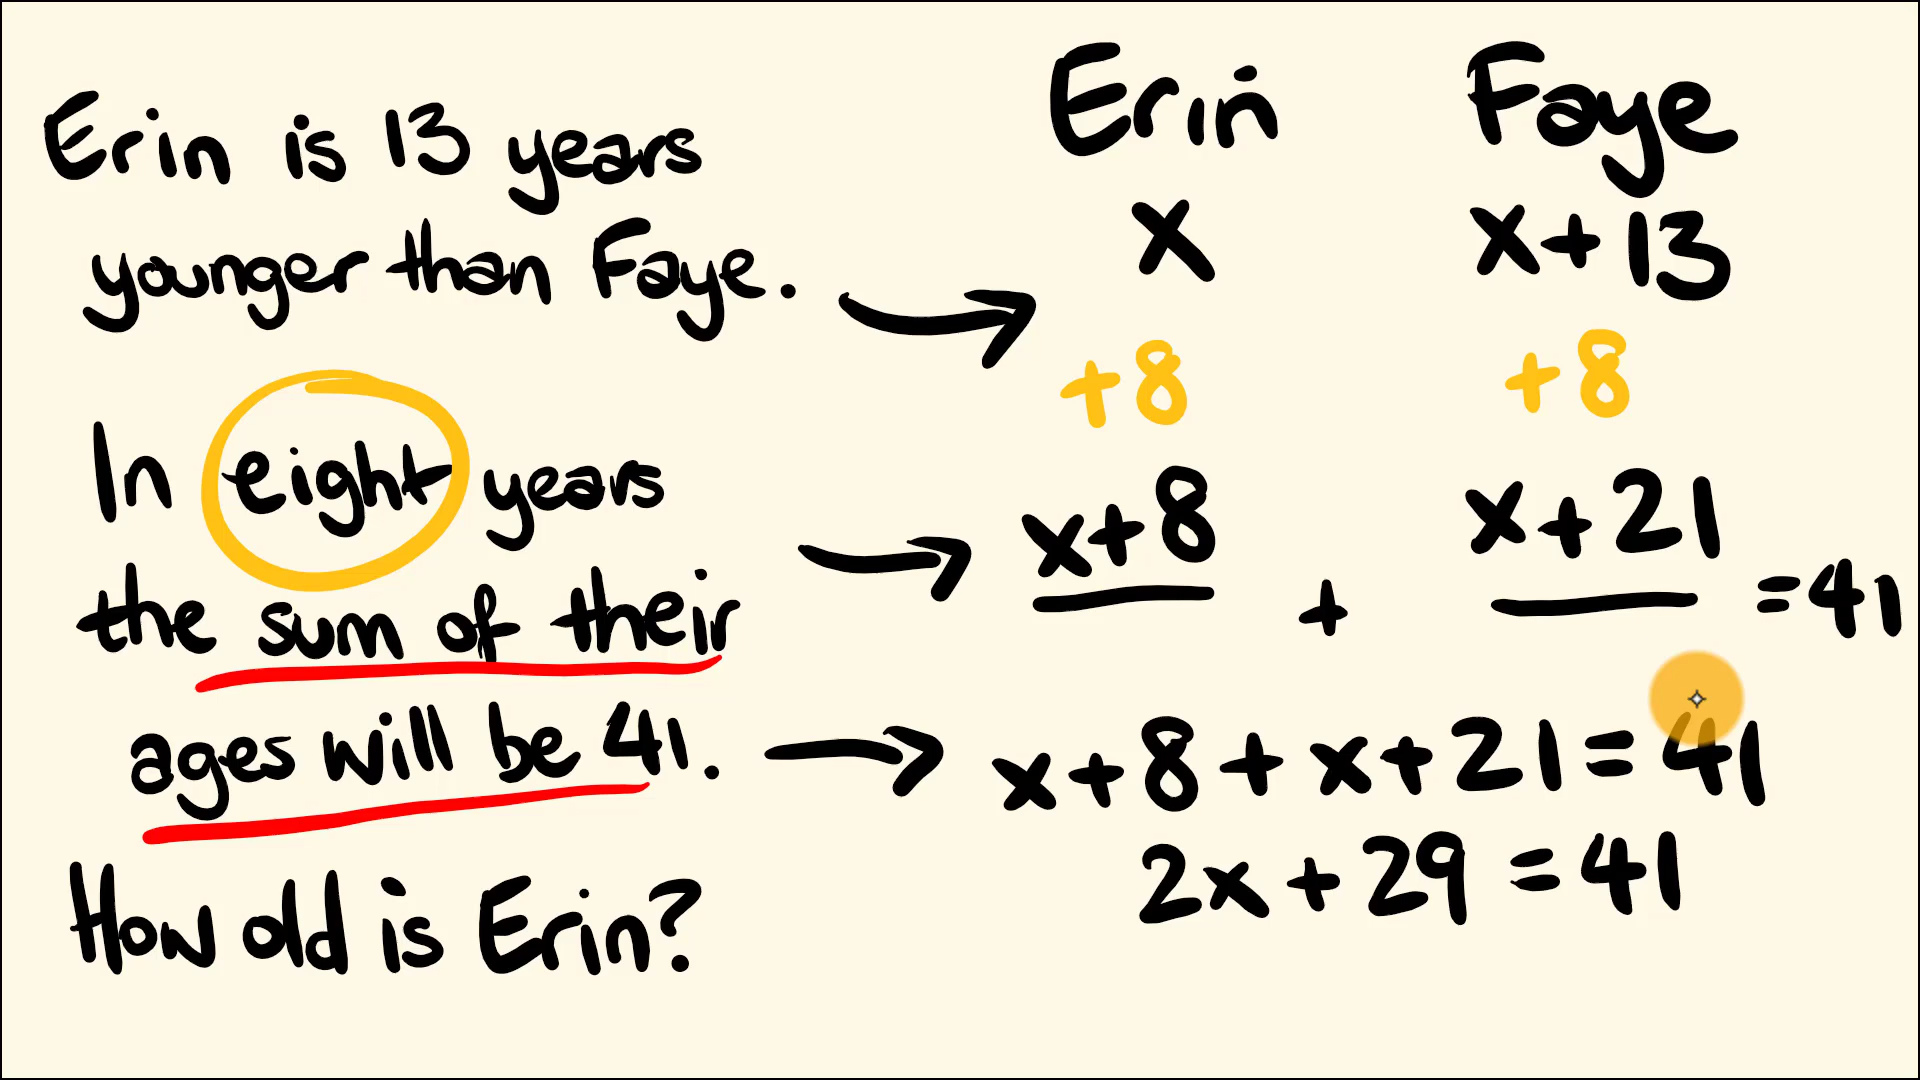 Erin is 13 years
younger than Faye.
In eight years
the sum of their
ages will be 41.
How old is Erin?
Erin Faye
x x+13
+8 +8
x+8 + x+21 =41
x+8+x+21=41
2x+29=41